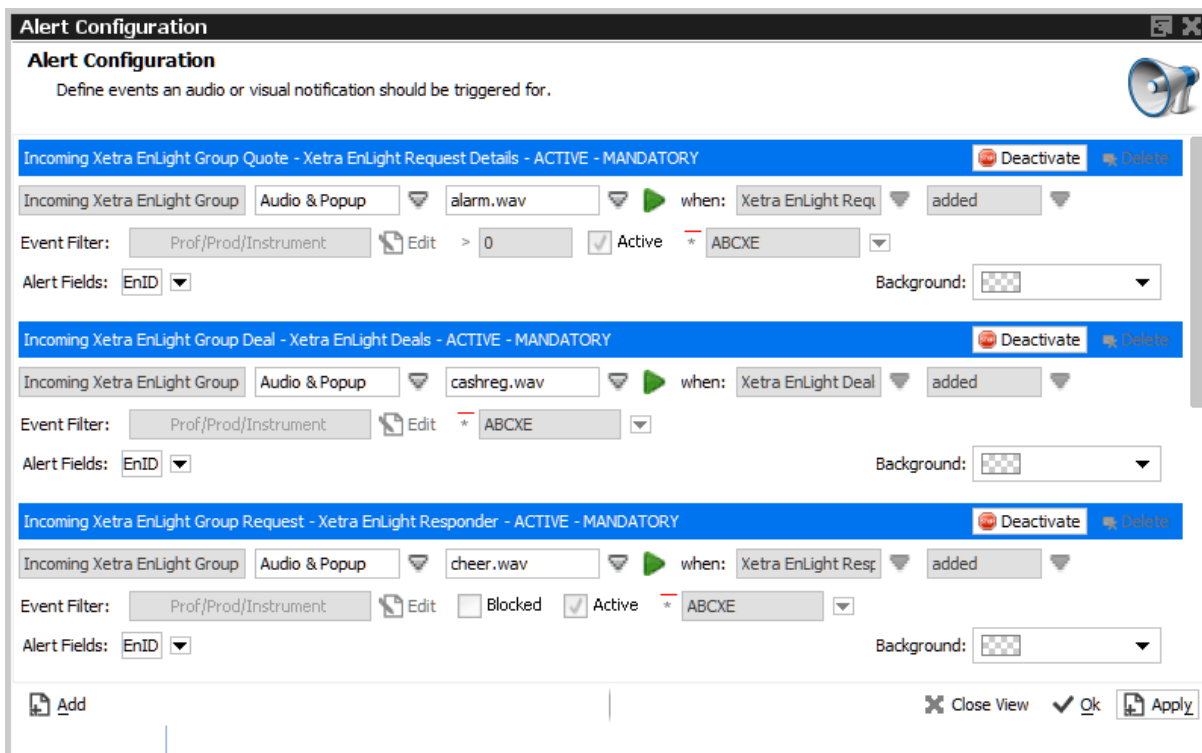 Alert Configuration
Alert Configuration
Define events an audio or visual notification should be triggered for.
Incoming Xetra EnLight Group Quote - Xetra EnLight Request Details - ACTIVE - MANDATORY Deactivate Delete
Incoming Xetra EnLight Group Audio & Popup alarm.wav when: Xetra EnLight Requ added
Event Filter: Prof/Prod/Instrument Edit > 0 Active * ABCXE
Alert Fields: EnID Background:
Incoming Xetra EnLight Group Deal - Xetra EnLight Deals - ACTIVE - MANDATORY Deactivate Delete
Incoming Xetra EnLight Group Audio & Popup cashreg.wav when: Xetra EnLight Deal added
Event Filter: Prof/Prod/Instrument Edit * ABCXE
Alert Fields: EnID Background:
Incoming Xetra EnLight Group Request - Xetra EnLight Responder - ACTIVE - MANDATORY Deactivate Delete
Incoming Xetra EnLight Group Audio & Popup cheer.wav when: Xetra EnLight Resp added
Event Filter: Prof/Prod/Instrument Edit Blocked Active * ABCXE
Alert Fields: EnID Background:
Add Close View Ok Apply